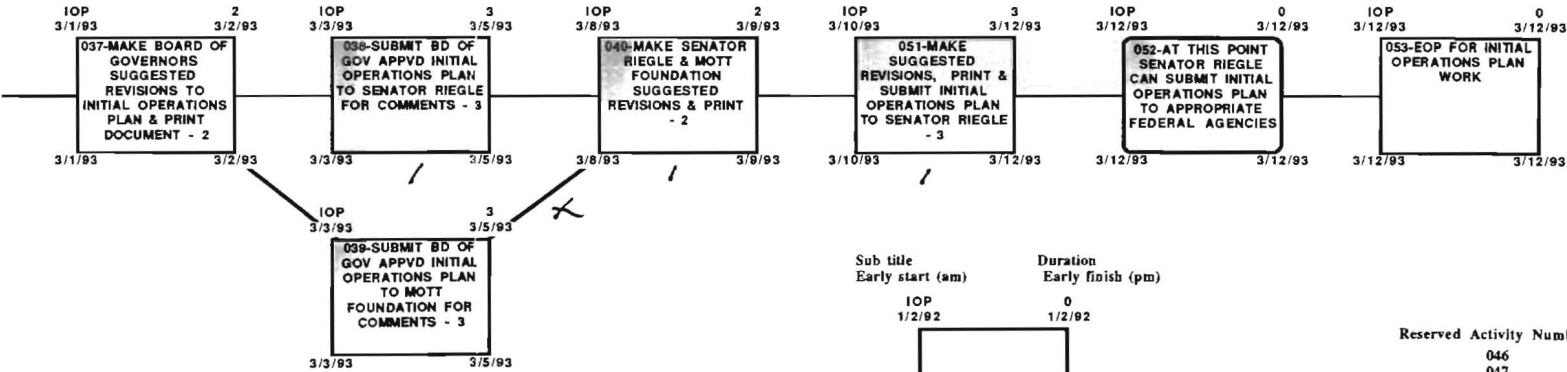 IOP 2
3/1/93 3/2/93
037-MAKE BOARD OF
GOVERNORS
SUGGESTED
REVISIONS TO
INITIAL OPERATIONS
PLAN & PRINT
DOCUMENT - 2
3/1/93 3/2/93
IOP 3
3/3/93 3/5/93
038-SUBMIT BD OF
GOV APPVD INITIAL
OPERATIONS PLAN
TO SENATOR RIEGLE
FOR COMMENTS - 3
3/3/93 3/5/93
IOP 2
3/8/93 3/9/93
040-MAKE SENATOR
RIEGLE & MOTT
FOUNDATION
SUGGESTED
REVISIONS & PRINT
- 2
3/8/93 3/9/93
IOP 3
3/10/93 3/12/93
051-MAKE
SUGGESTED
REVISIONS, PRINT &
SUBMIT INITIAL
OPERATIONS PLAN
TO SENATOR RIEGLE
- 3
3/10/93 3/12/93
IOP 0
3/12/93 3/12/93
052-AT THIS POINT
SENATOR RIEGLE
CAN SUBMIT INITIAL
OPERATIONS PLAN
TO APPROPRIATE
FEDERAL AGENCIES
3/12/93 3/12/93
IOP 0
3/12/93 3/12/93
053-EOP FOR INITIAL
OPERATIONS PLAN
WORK
3/12/93 3/12/93
IOP 3
3/3/93 3/5/93
039-SUBMIT BD OF
GOV APPVD INITIAL
OPERATIONS PLAN
TO MOTT
FOUNDATION FOR
COMMENTS - 3
3/3/93 3/5/93
Sub title Duration
Early start (am) Early finish (pm)
IOP 0
1/2/92 1/2/92
Reserved Activity
046
047